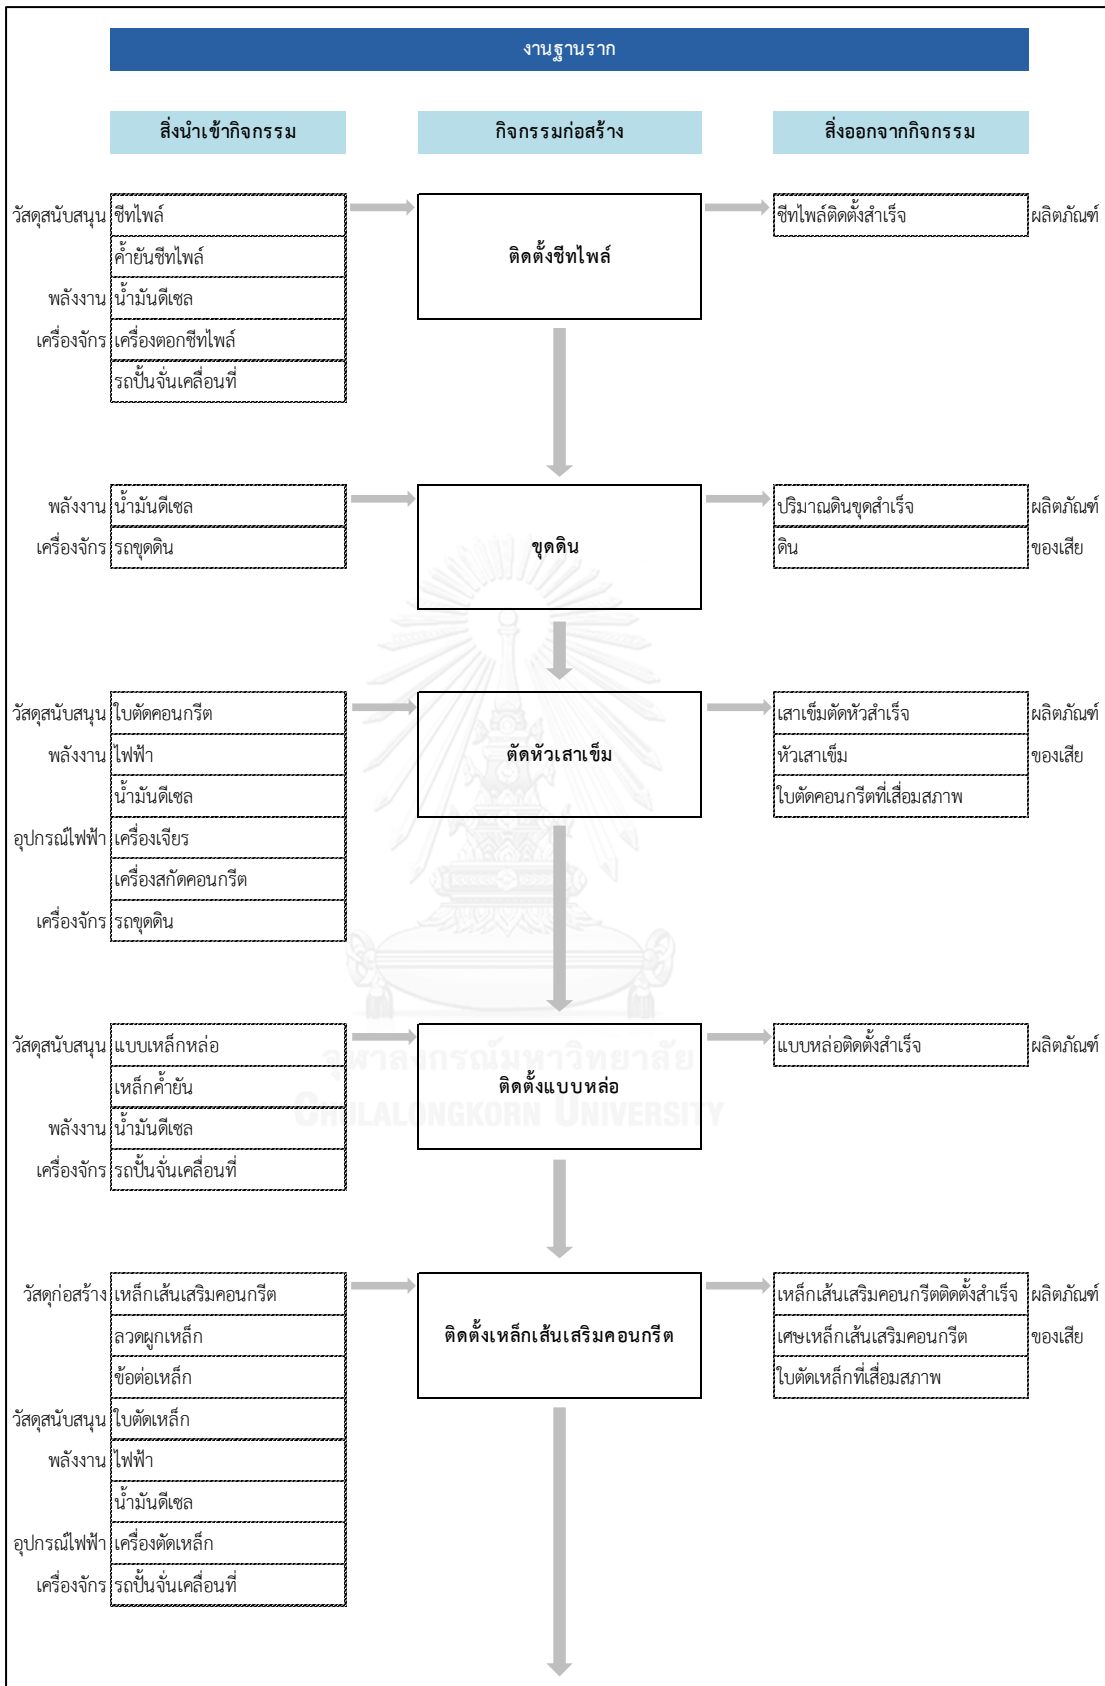 งานฐานราก
สิ่งนำเข้ากิจกรรม กิจกรรมก่อสร้าง สิ่งออกจากกิจกรรม
วัสดุสนับสนุน ชีทไพล์ ชีทไพล์ติดตั้งสำเร็จ ผลิตภัณฑ์
ค้ำยันชีทไพล์ ติดตั้งชีทไพล์
พลังงาน น้ำมันดีเซล
เครื่องจักร เครื่องตอกชีทไพล์
รถปั้นจั่นเคลื่อนที่
พลังงาน น้ำมันดีเซล ปริมาณดินขุดสำเร็จ ผลิตภัณฑ์
เครื่องจักร รถขุดดิน ขุดดิน ดิน ของเสีย
วัสดุสนับสนุน ใบตัดคอนกรีต เสาเข็มตัดหัวสำเร็จ ผลิตภัณฑ์
พลังงาน ไฟฟ้า ตัดหัวเสาเข็ม หัวเสาเข็ม ของเสีย
น้ำมันดีเซล ใบตัดคอนกรีตที่เสื่อมสภาพ
อุปกรณ์ไฟฟ้า เครื่องเจียร
เครื่องสกัดคอนกรีต
เครื่องจักร รถขุดดิน
วัสดุสนับสนุน แบบเหล็กหล่อ แบบหล่อติดตั้งสำเร็จ ผลิตภัณฑ์
จุฬาลงกรณ์มหาวิทยาลัย
เหล็กค้ำยัน ติดตั้งแบบหล่อ
CHULALONGKORN UNIVERSITY
พลังงาน น้ำมันดีเซล
เครื่องจักร รถปั้นจั่นเคลื่อนที่
วัสดุก่อสร้าง เหล็กเส้นเสริมคอนกรีต เหล็กเส้นเสริมคอนกรีตติดตั้งสำเร็จ ผลิตภัณฑ์
ลวดผูกเหล็ก ติดตั้งเหล็กเส้นเสริมคอนกรีต เศษเหล็กเส้นเสริมคอนกรีต ของเสีย
ข้อต่อเหล็ก ใบตัดเหล็กที่เสื่อมสภาพ
วัสดุสนับสนุน ใบตัดเหล็ก
พลังงาน ไฟฟ้า
น้ำมันดีเซล
อุปกรณ์ไฟฟ้า เครื่องตัดเหล็ก
เครื่องจักร รถปั้นจั่นเคลื่อนที่